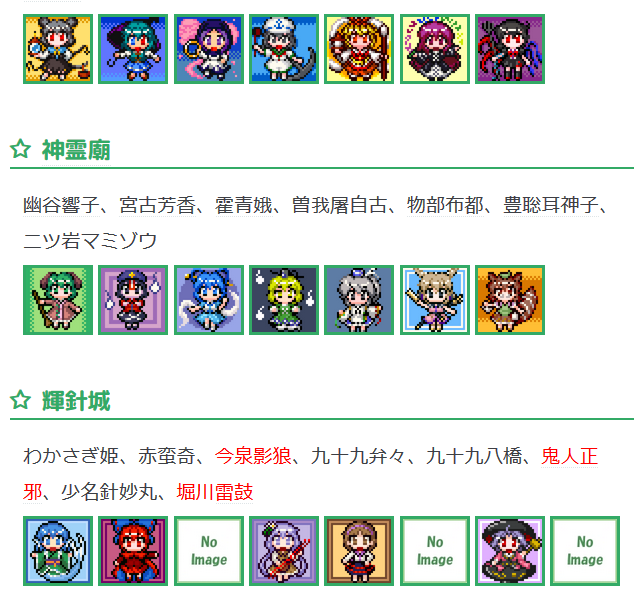 ☆ 神霊廟
幽谷響子、宮古芳香、霍青娥、曽我屠自古、物部布都、豊聡耳神子、
二ツ岩マミゾウ
☆ 輝針城
わかさぎ姫、赤蛮奇、今泉影狼、九十九弁々、九十九八橋、鬼人正
邪、少名針妙丸、堀川雷鼓
No
Image
No
Image
No
Image